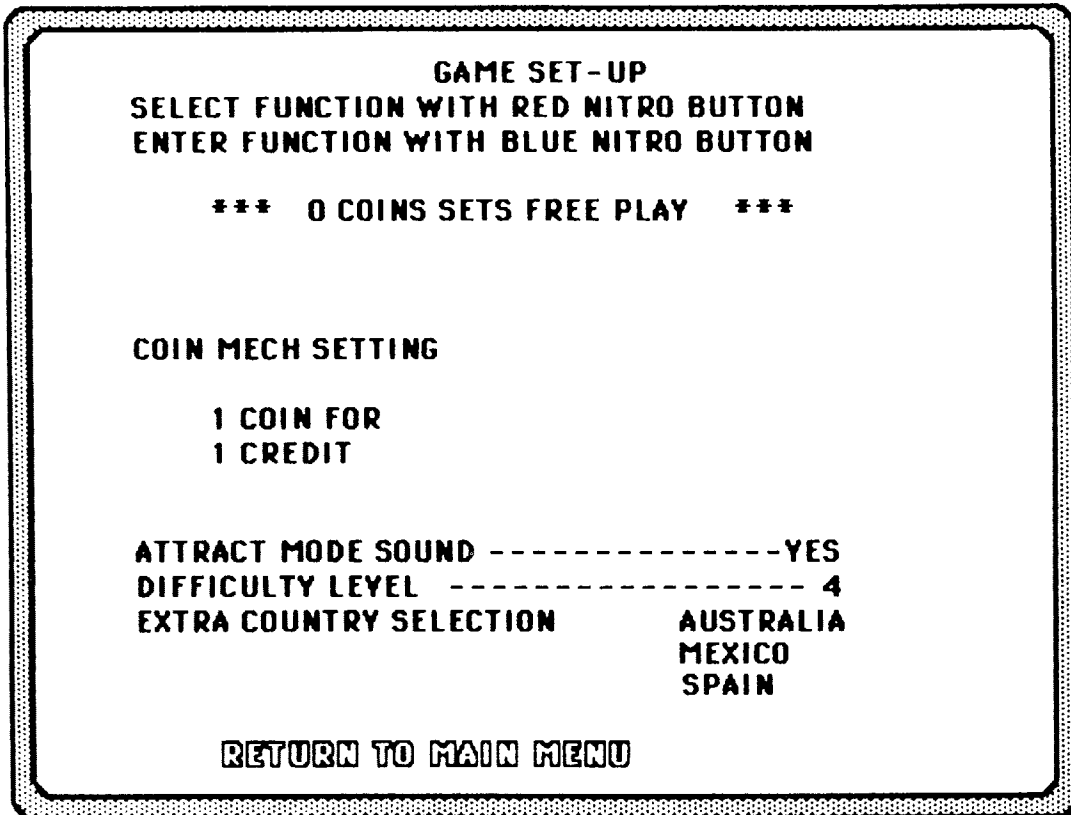 GAME SET-UP
SELECT FUNCTION WITH RED NITRO BUTTON
ENTER FUNCTION WITH BLUE NITRO BUTTON
*** 0 COINS SETS FREE PLAY ***
COIN MECH SETTING
1 COIN FOR
1 CREDIT
ATTRACT MODE SOUND --------------YES
DIFFICULTY LEVEL ----------------- 4
EXTRA COUNTRY SELECTION AUSTRALIA
MEXICO
SPAIN
RETURN TO MAIN MENU